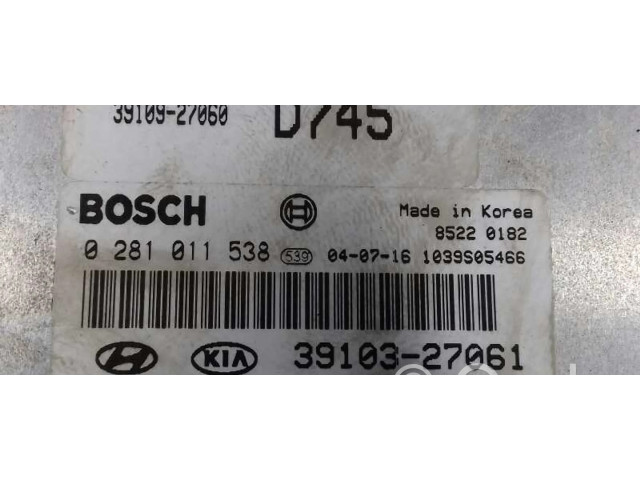 39109-27060 D745
BOSCH Made in Korea
8522 0182
0 281 011 538 539 04-07-16 1039S05466
KIA 39103-27061